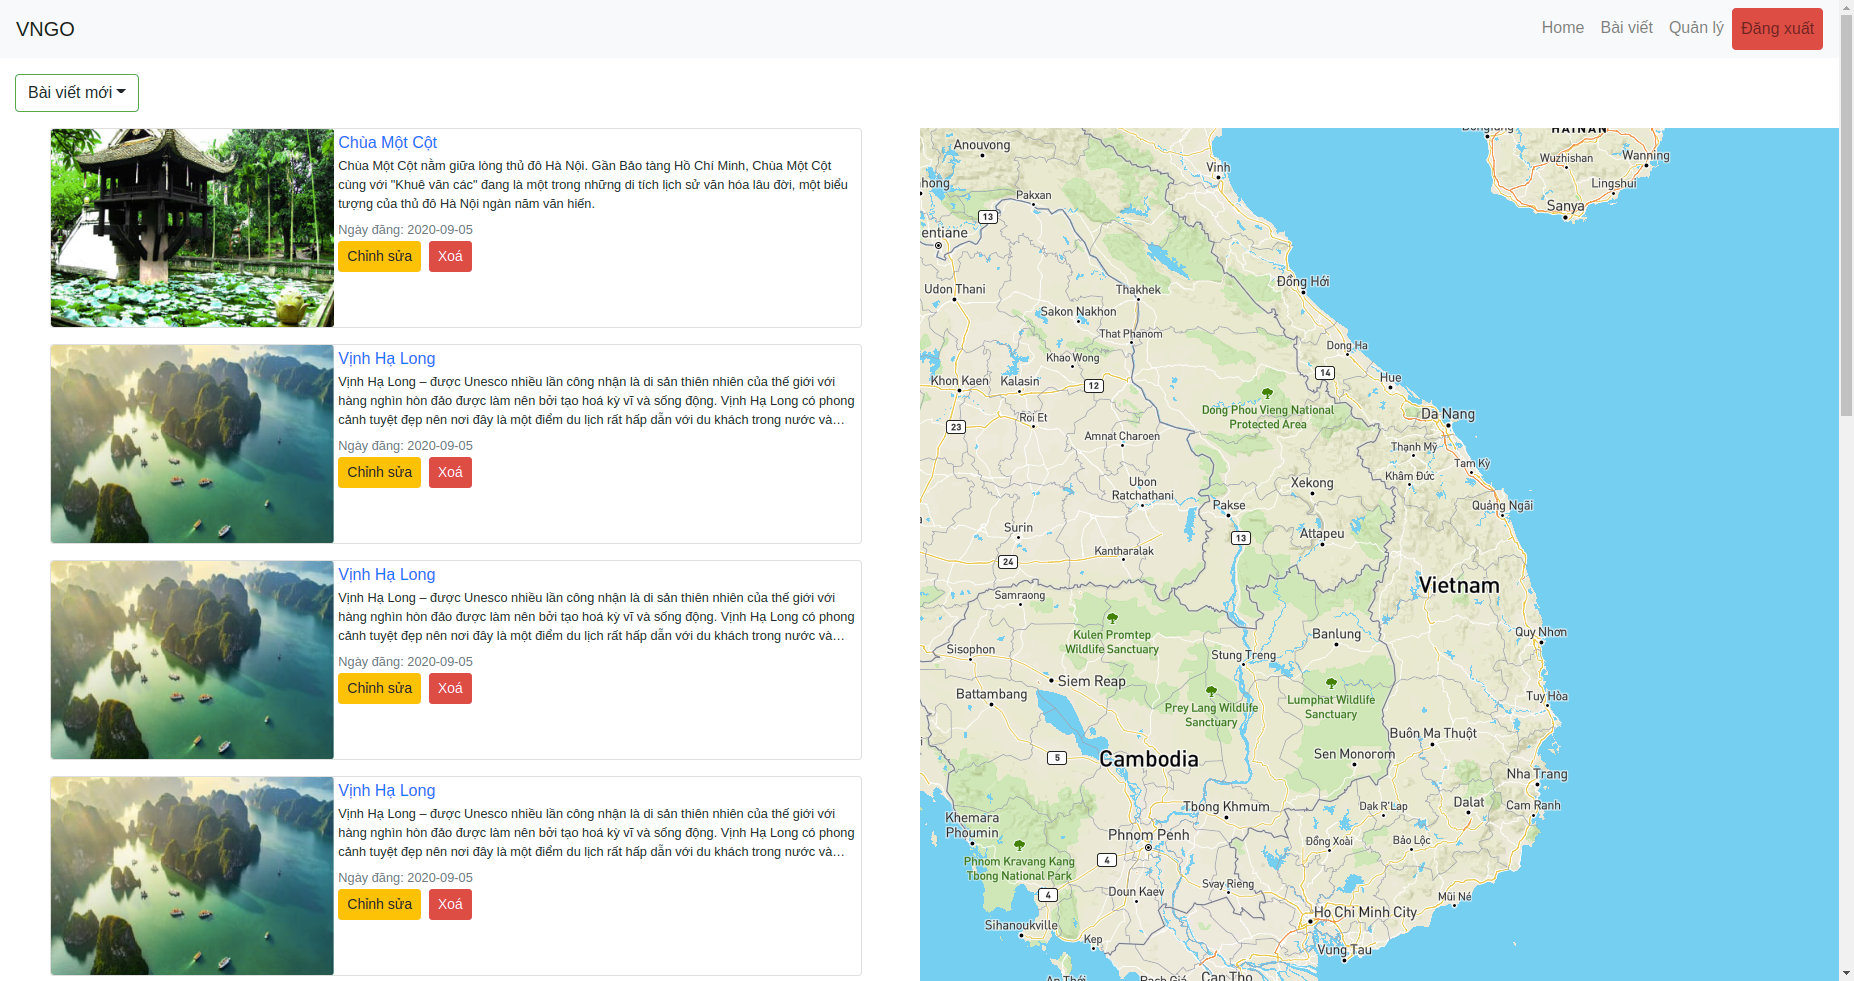 VNGO
Home
Bài viết
Quản lý
Đăng xuất
Bài viết mới
Chùa Một Cột
Chùa Một Cột nằm giữa lòng thủ đô Hà Nội. Gần Bảo tàng Hồ Chí Minh, Chùa Một Cột
cùng với "Khuê văn các" đang là một trong những di tích lịch sử văn hóa lâu đời, một biểu
tượng của thủ đô Hà Nội ngàn năm văn hiến.
Ngày đăng: 2020-09-05
Chỉnh sửa
Xoá
Vịnh Hạ Long
Vịnh Hạ Long – được Unesco nhiều lần công nhận là di sản thiên nhiên của thế giới với
hàng nghìn hòn đảo được làm nên bởi tạo hoá kỳ vĩ và sống động. Vịnh Hạ Long có phong
cảnh tuyệt đẹp nên nơi đây là một điểm du lịch rất hấp dẫn với du khách trong nước và…
Ngày đăng: 2020-09-05
Chỉnh sửa
Xoá
Vịnh Hạ Long
Vịnh Hạ Long – được Unesco nhiều lần công nhận là di sản thiên nhiên của thế giới với
hàng nghìn hòn đảo được làm nên bởi tạo hoá kỳ vĩ và sống động. Vịnh Hạ Long có phong
cảnh tuyệt đẹp nên nơi đây là một điểm du lịch rất hấp dẫn với du khách trong nước và…
Ngày đăng: 2020-09-05
Chỉnh sửa
Xoá
Vịnh Hạ Long
Vịnh Hạ Long – được Unesco nhiều lần công nhận là di sản thiên nhiên của thế giới với
hàng nghìn hòn đảo được làm nên bởi tạo hoá kỳ vĩ và sống động. Vịnh Hạ Long có phong
cảnh tuyệt đẹp nên nơi đây là một điểm du lịch rất hấp dẫn với du khách trong nước và…
Ngày đăng: 2020-09-05
Chỉnh sửa
Xoá
HAINAN
Anouvong
Wuzhishan
Wanning
Vinh
Lingshui
Pakxan
Sanya
13
entiane
Đồng Hới
Udon Thani
Thakhek
Sakon Nakhon
That Phanom
Dong Ha
Khao Wong
14
Hue
Khon Kaen
Kalasin
12
Dong Phou Vieng National
Protected Area
Da Nang
Roi Et
23
Amnat Charoen
Thạnh Mỹ
Tam Kỳ
Khâm Đức
Ubon
Ratchathani
Xekong
Pakse
Quảng Ngãi
Surin
Attapeu
13
Kantharalak
24
Vietnam
Samraong
Kulen Promtep
Wildlife Sanctuary
Banlung
Quy Nhơn
Sisophon
Stung Treng
Siem Reap
Battambang
Prey Lang Wildlife
Sanctuary
Lumphat Wildlife
Sanctuary
Tuy Hòa
Buôn Ma Thuột
5
Cambodia
Sen Monorom
Nha Trang
Tbong Khmum
Dak R'Lap
Dalat
Cam Ranh
Khemara
Phoumin
Phnom Penh
Đồng Xoài
Bảo Lộc
Phnom Kravang Kang
Tbong National Park
4
Svay Rieng
Doun Kaev
4
Mũi Né
Ho Chi Minh City
Sihanoukville
Kep
Vung Tau
Can Tho